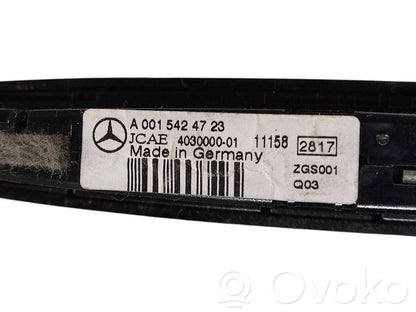 A 001 542 47 23
JCAE 4030000-01 11158 2817
Made in Germany
ZGS001
Q03
© Ovoko